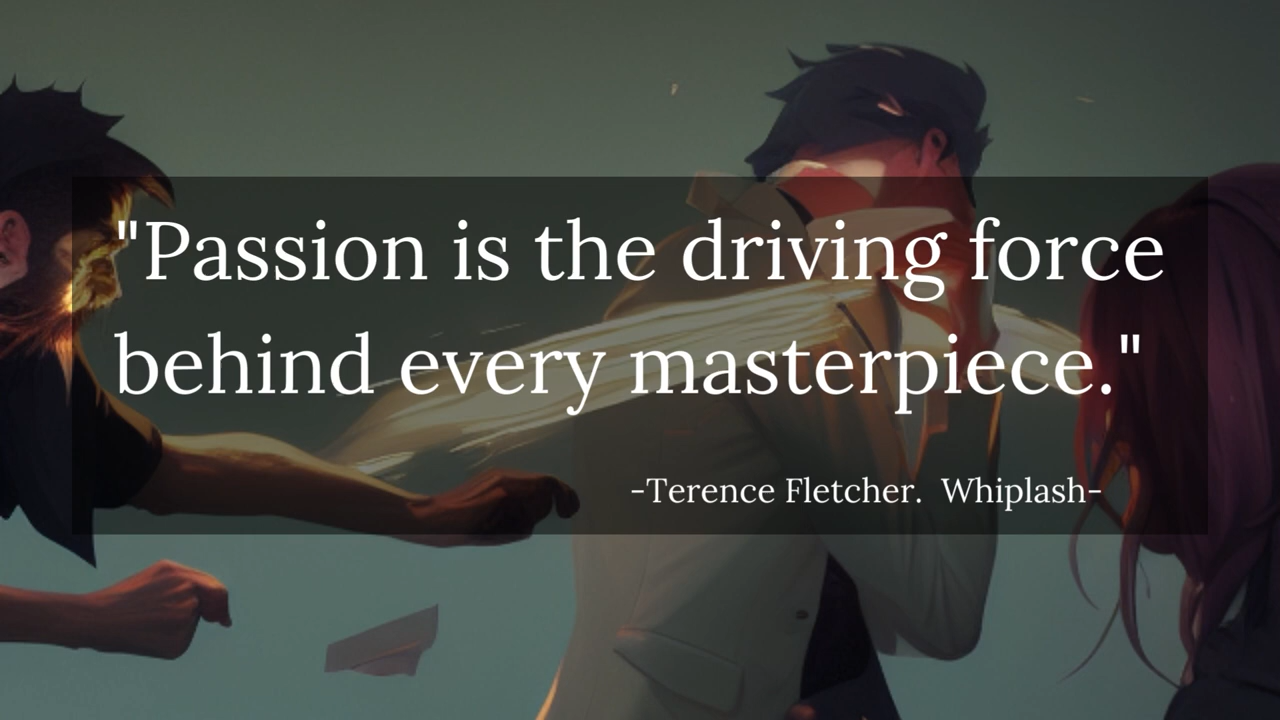 "Passion is the driving force
behind every masterpiece."
-Terence Fletcher.  Whiplash-